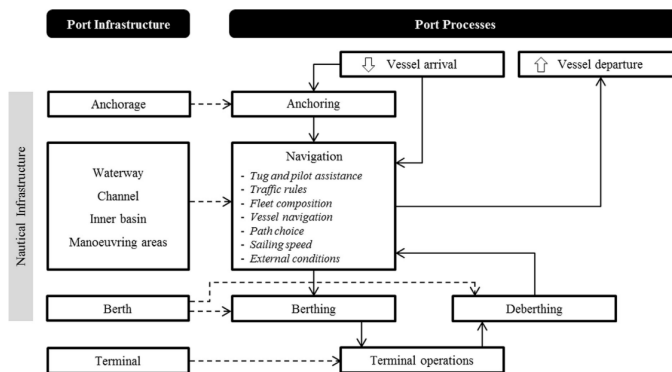 Port Infrastructure
Port Processes
Vessel arrival
Vessel departure
Anchorage
Anchoring
Nautical Infrastructure
Waterway
Channel
Inner basin
Manoeuvring areas
Navigation
- Tug and pilot assistance
- Traffic rules
- Fleet composition
- Vessel navigation
- Path choice
- Sailing speed
- External conditions
Berth
Berthing
Deberthing
Terminal
Terminal operations